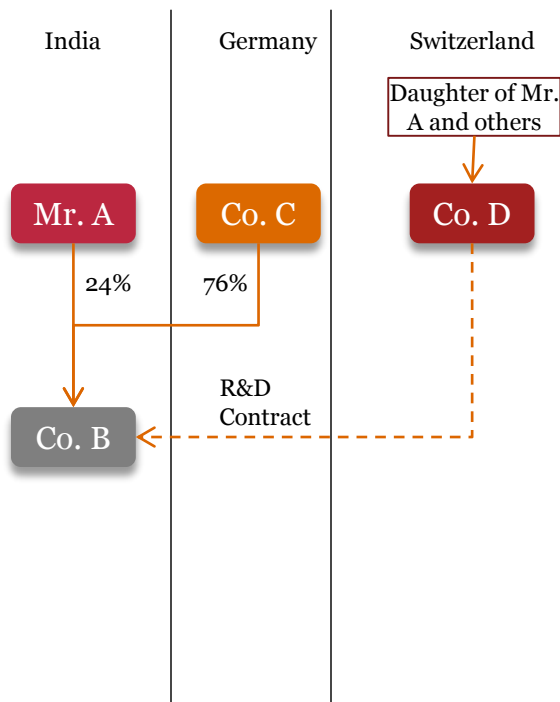 India
Germany
Switzerland
Daughter of Mr.
A and others
Mr. A
Co. C
Co. D
24%
76%
R&D
Contract
Co. B